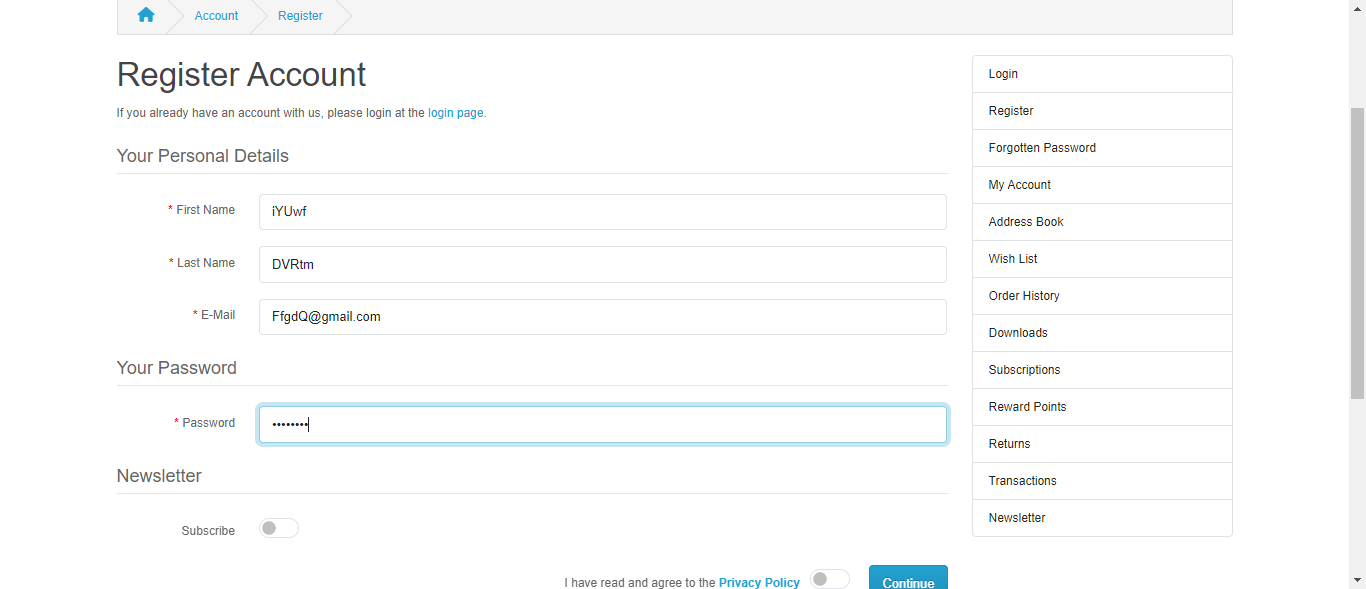 Account
Register
Register Account
If you already have an account with us, please login at the login page.
Your Personal Details
* First Name
iYUwf
* Last Name
DVRtm
* E-Mail
FfgdQ@gmail.com
Your Password
* Password
••••••••
Newsletter
Subscribe
I have read and agree to the Privacy Policy
Continue
Login
Register
Forgotten Password
My Account
Address Book
Wish List
Order History
Downloads
Subscriptions
Reward Points
Returns
Transactions
Newsletter